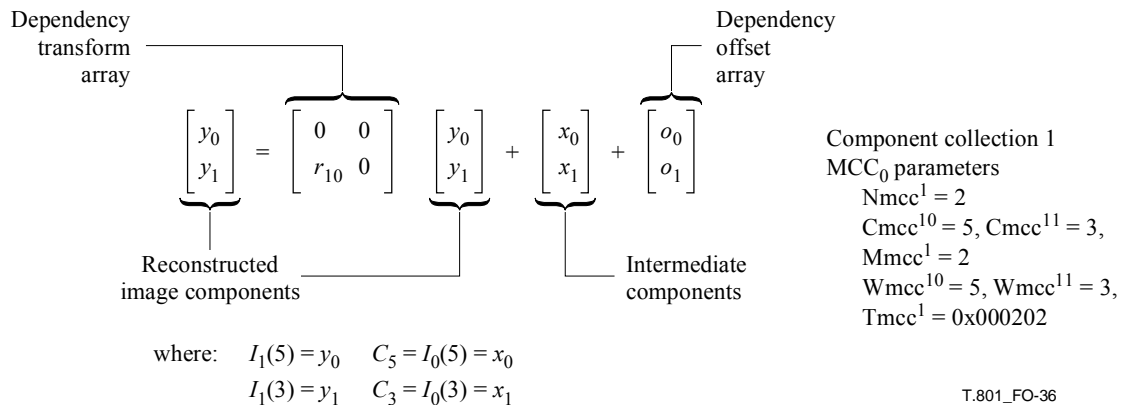 Dependency
transform
array
Dependency
offset
array
[y₀ y₁] = [0 0 r₁₀ 0] [y₀ y₁] + [x₀ x₁] + [o₀ o₁]
Reconstructed
image components
Intermediate
components
Component collection 1
MCC₀ parameters
Nmcc¹ = 2
Cmcc¹⁰ = 5, Cmcc¹¹ = 3,
Mmcc¹ = 2
Wmcc¹⁰ = 5, Wmcc¹¹ = 3,
Tmcc¹ = 0x000202
where: I₁(5) = y₀ C₅ = I₀(5) = x₀
I₁(3) = y₁ C₃ = I₀(3) = x₁
T.801_FO-36